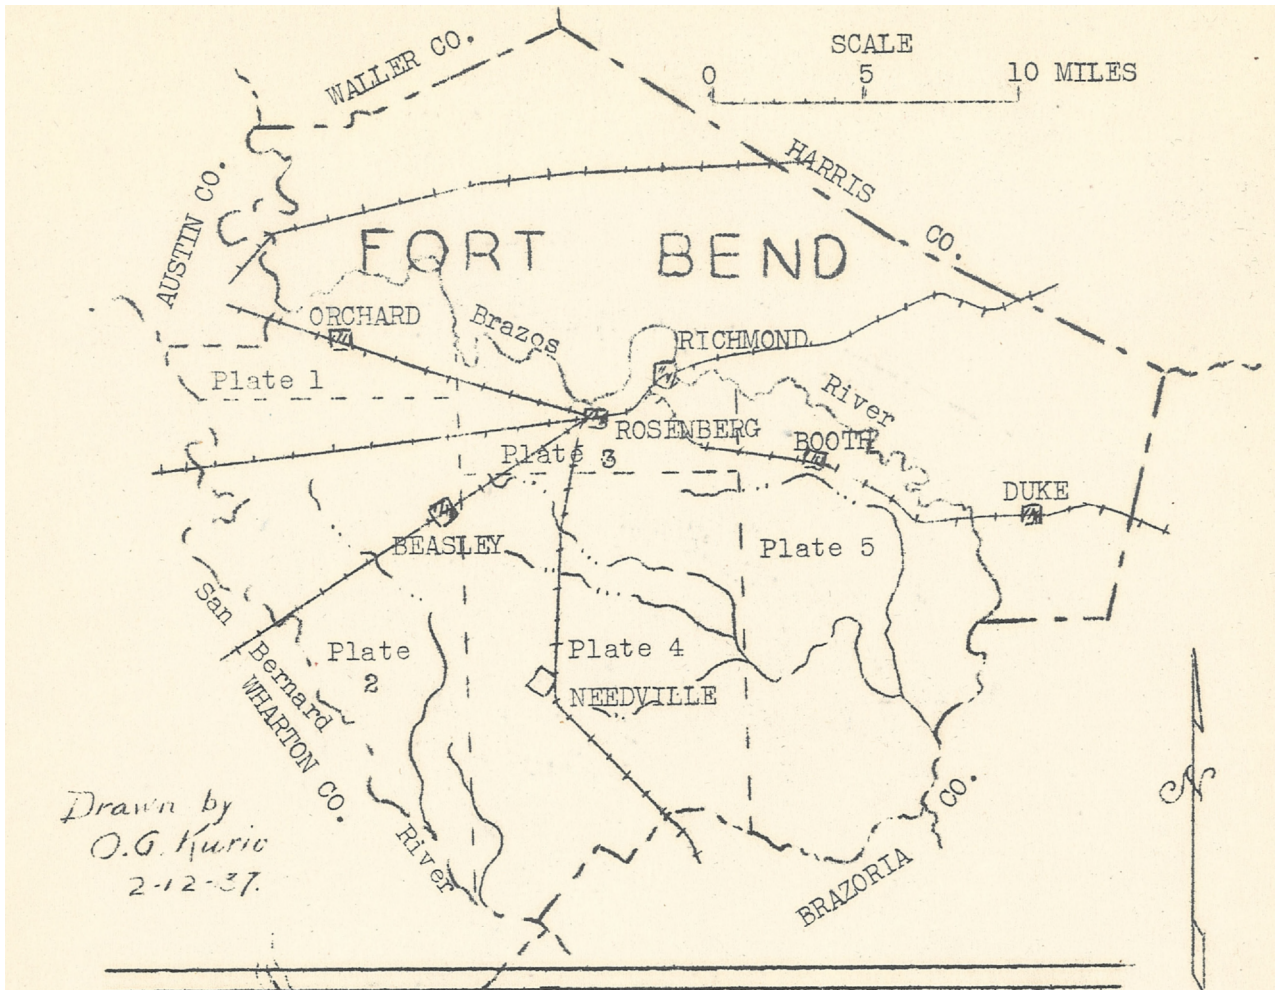 WALLER CO.
SCALE
0 5 10 MILES
HARRIS
CO.
AUSTIN CO.
FORT BEND
ORCHARD
Brazos
RICHMOND
River
Plate 1
ROSENBERG
BOOTH
Plate 3
DUKE
BEASLEY
Plate 5
San
Bernard
River
Plate
2
Plate 4
NEEDVILLE
WHARTON CO.
BRAZORIA
CO.
Drawn by
O.G. Kuric
2-12-37.
N